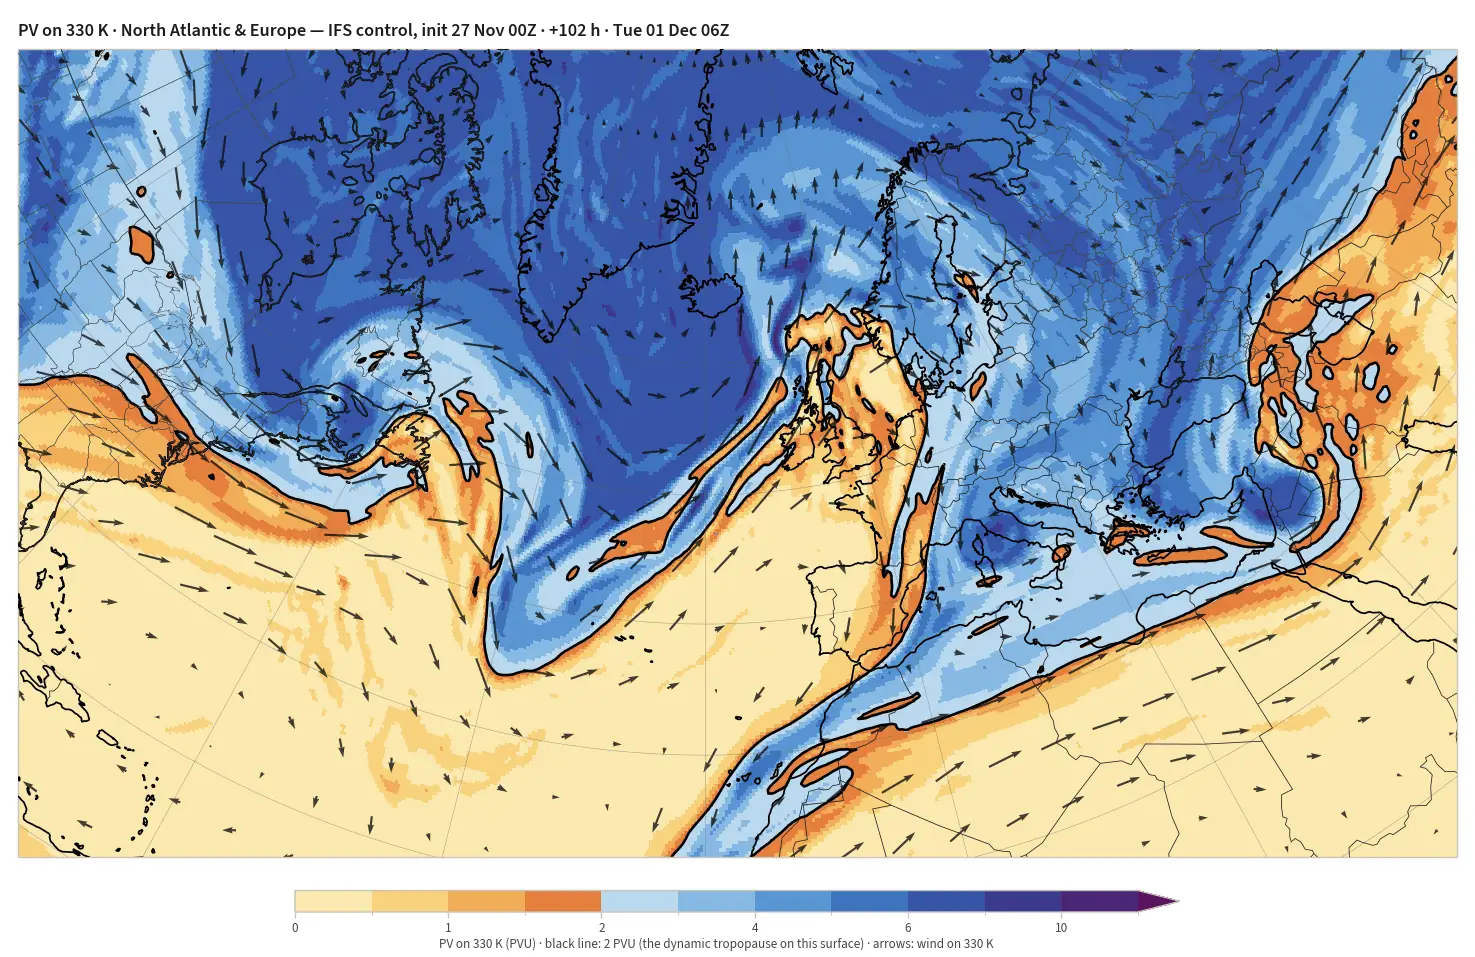 PV on 330 K · North Atlantic & Europe — IFS control, init 27 Nov 00Z · +102 h · Tue 01 Dec 06Z
0 1 2 4 6 10
PV on 330 K (PVU) · black line: 2 PVU (the dynamic tropopause on this surface) · arrows: wind on 330 K